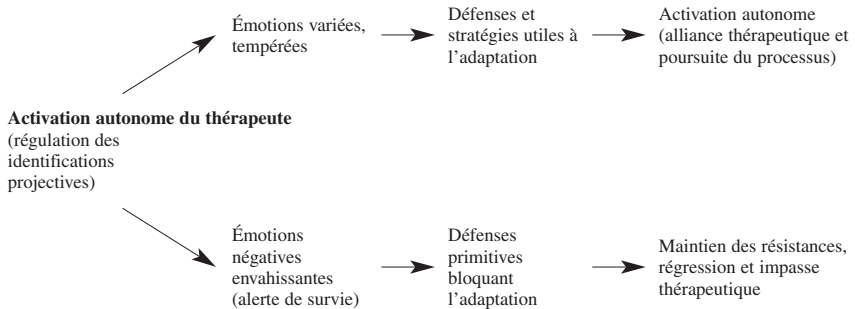 Émotions variées,
tempérées
Défenses et
stratégies utiles à
l’adaptation
Activation autonome
(alliance thérapeutique et
poursuite du processus)
Activation autonome du thérapeute
(régulation des
identifications
projectives)
Émotions
négatives
envahissantes
(alerte de survie)
Défenses
primitives
bloquant
l’adaptation
Maintien des résistances,
régression et impasse
thérapeutique